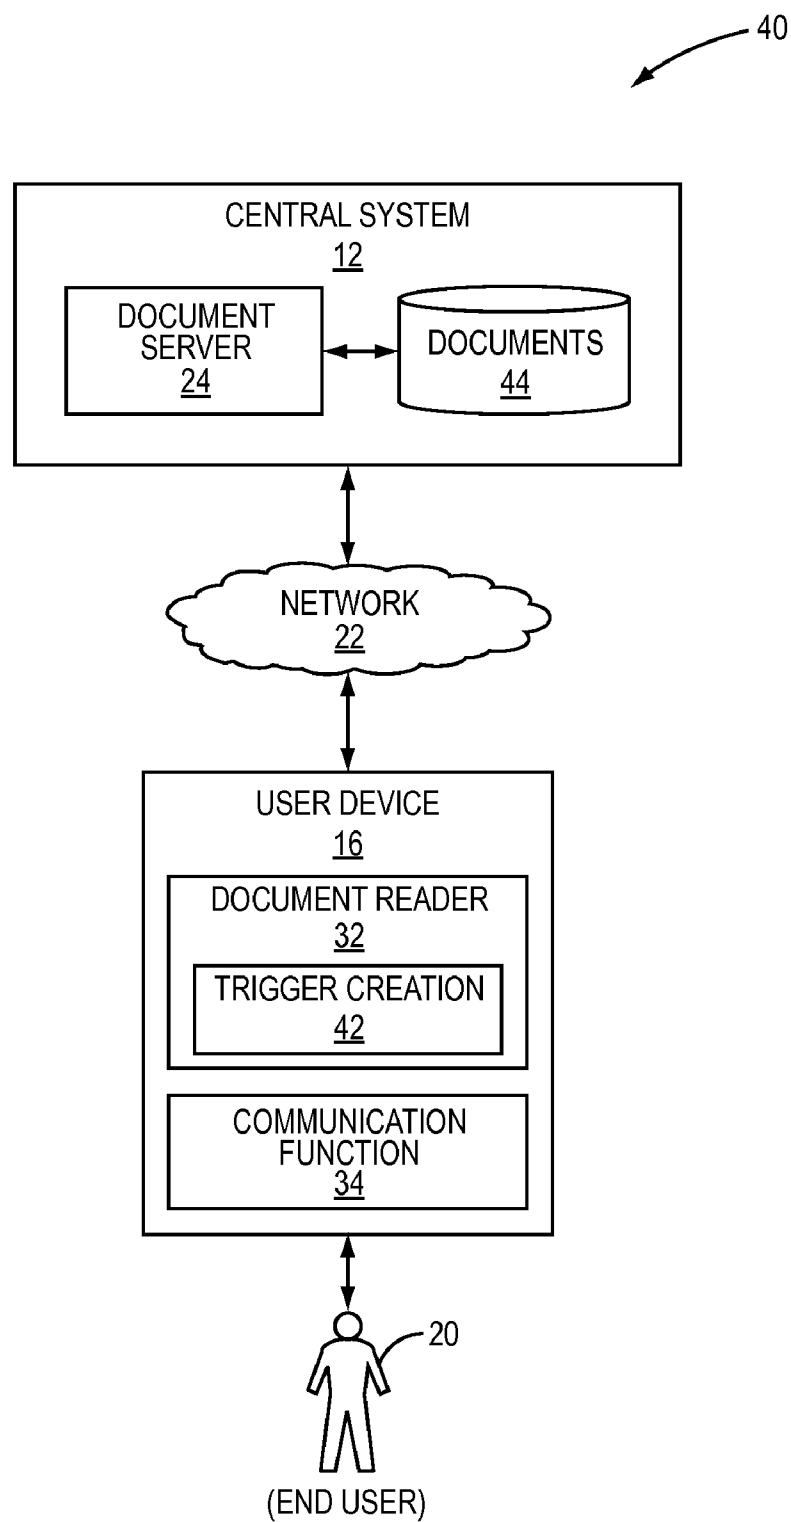 40
CENTRAL SYSTEM
12
DOCUMENT
SERVER
24
DOCUMENTS
44
NETWORK
22
USER DEVICE
16
DOCUMENT READER
32
TRIGGER CREATION
42
COMMUNICATION
FUNCTION
34
20
(END USER)